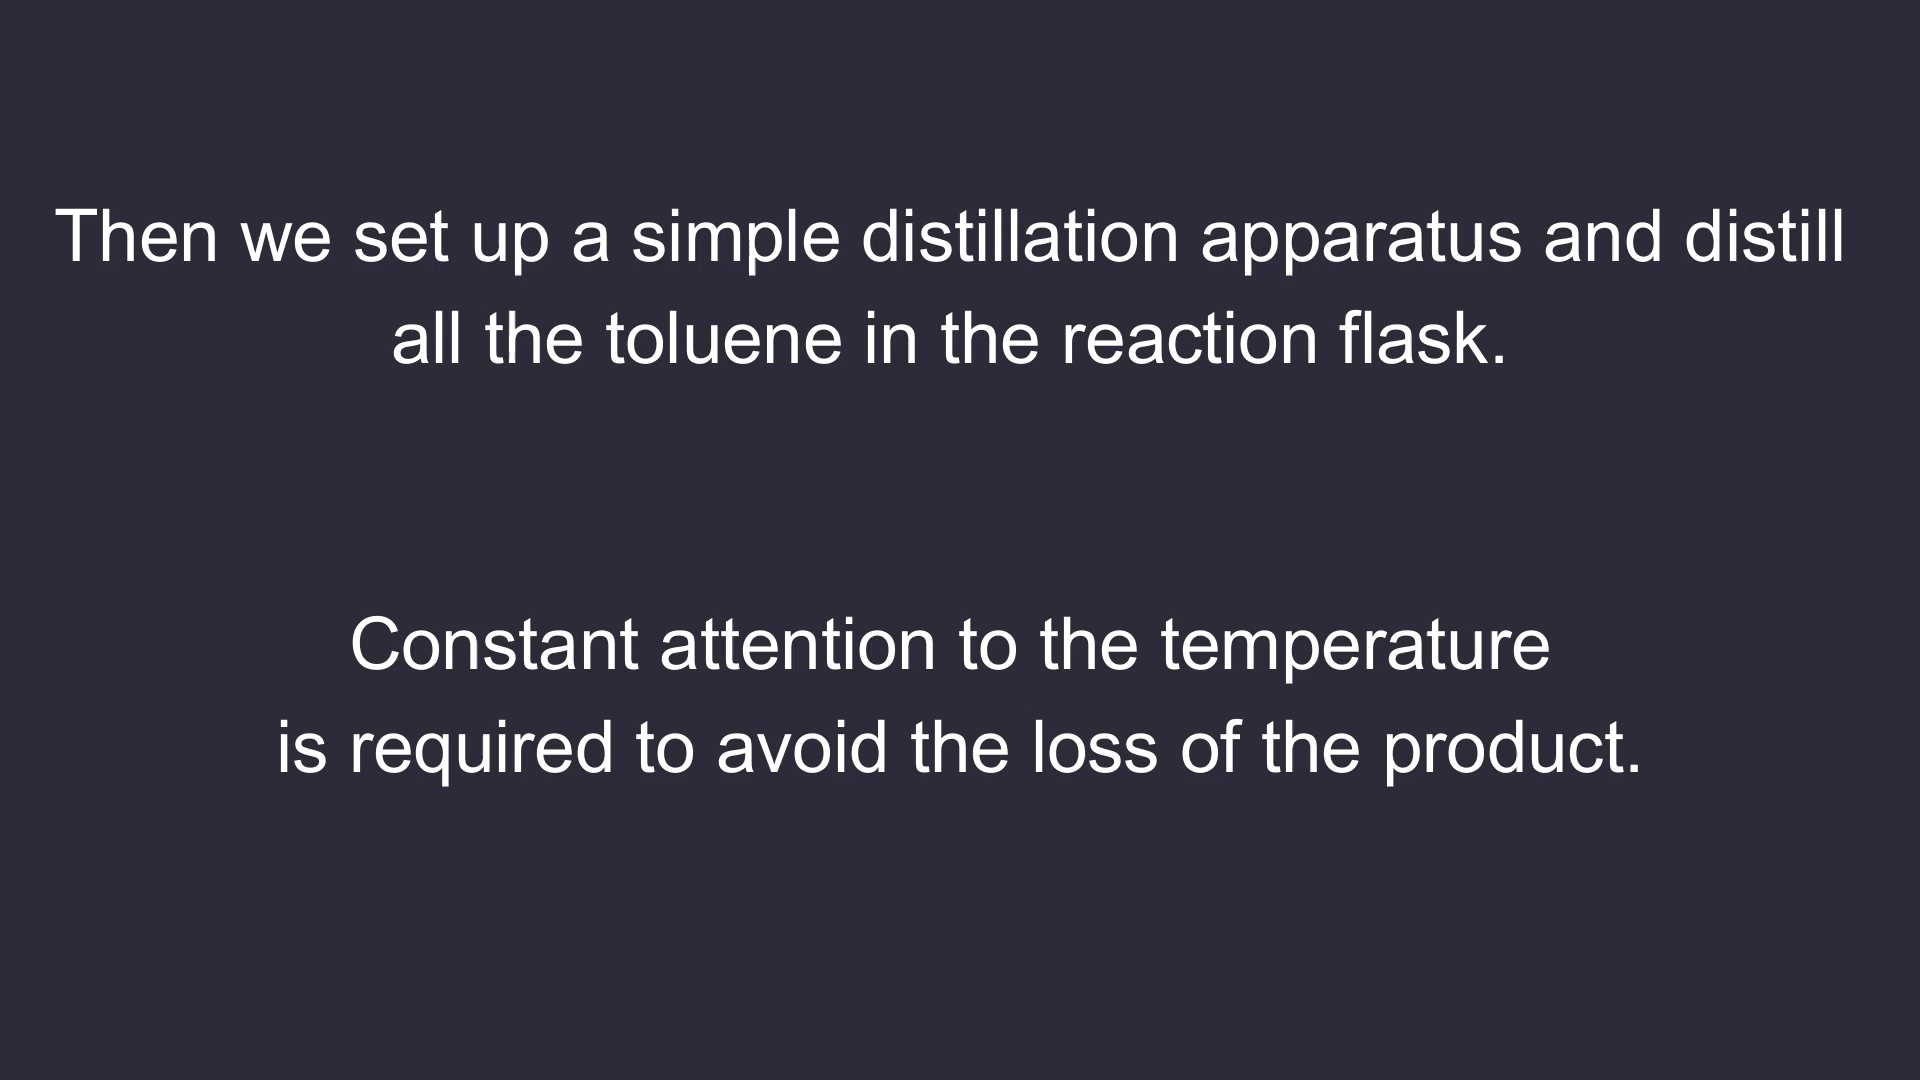 Then we set up a simple distillation apparatus and distill
all the toluene in the reaction flask.
Constant attention to the temperature
is required to avoid the loss of the product.